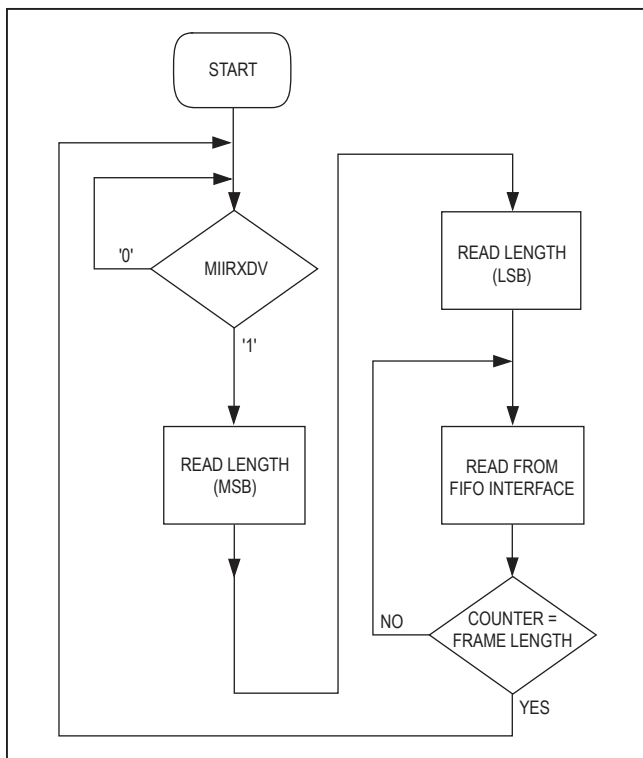 START
'0'
MIIRXDV
'1'
READ LENGTH
(MSB)
READ LENGTH
(LSB)
READ FROM
FIFO INTERFACE
NO
COUNTER =
FRAME LENGTH
YES